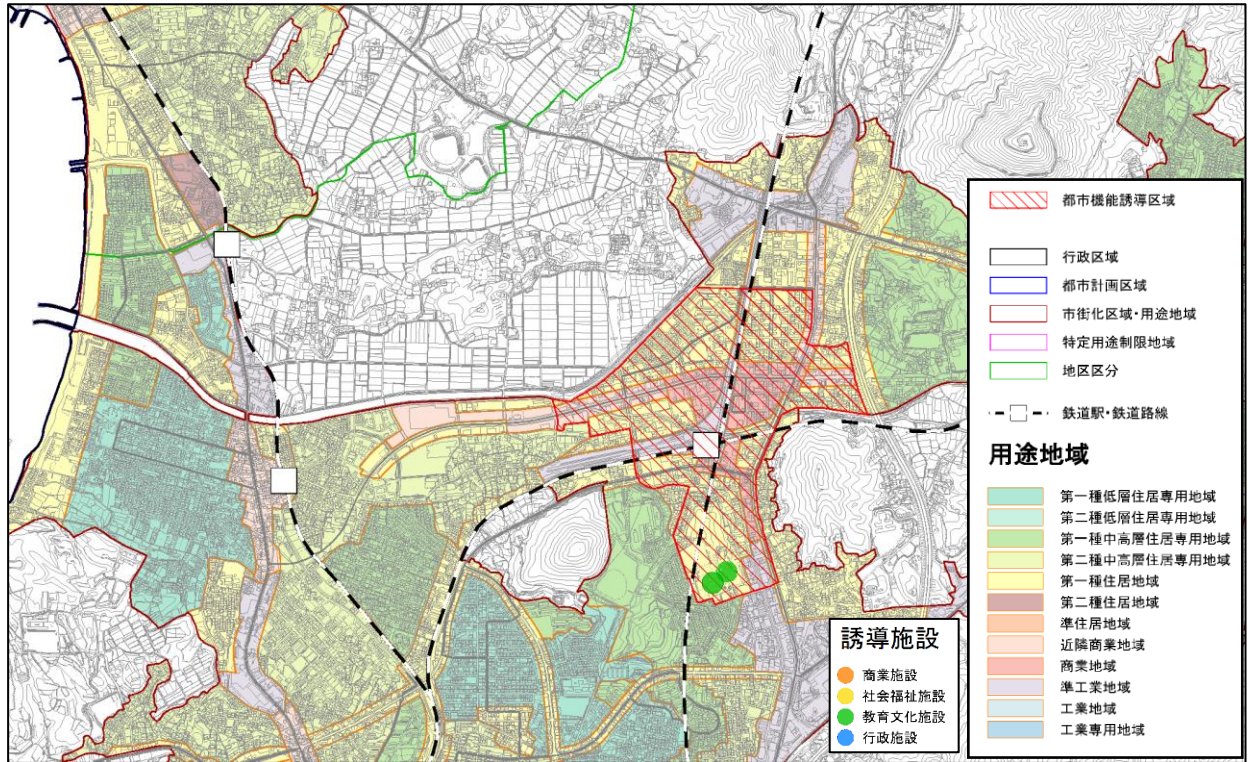 都市機能誘導区域
行政区域
都市計画区域
市街化区域・用途地域
特定用途制限地域
地区区分
鉄道駅・鉄道路線
用途地域
第一種低層住居専用地域
第二種低層住居専用地域
第一種中高層住居専用地域
第二種中高層住居専用地域
第一種住居地域
第二種住居地域
準住居地域
近隣商業地域
商業地域
準工業地域
工業地域
工業専用地域
誘導施設
商業施設
社会福祉施設
教育文化施設
行政施設